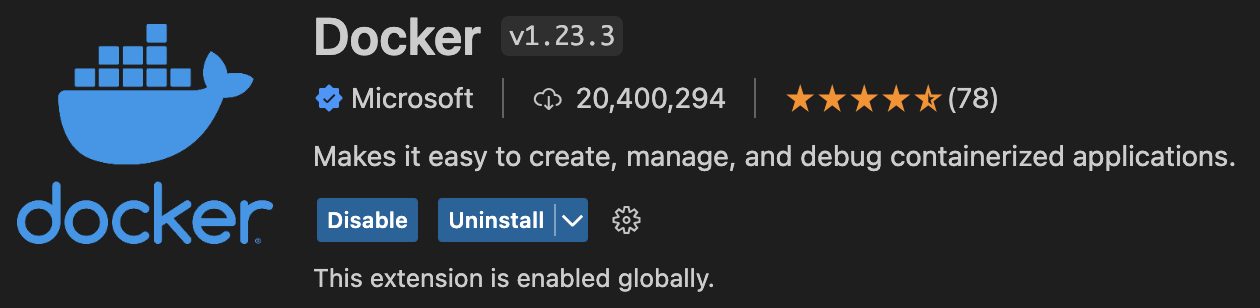 Docker v1.23.3
Microsoft 20,400,294 (78)
Makes it easy to create, manage, and debug containerized applications.
docker
Disable Uninstall
This extension is enabled globally.